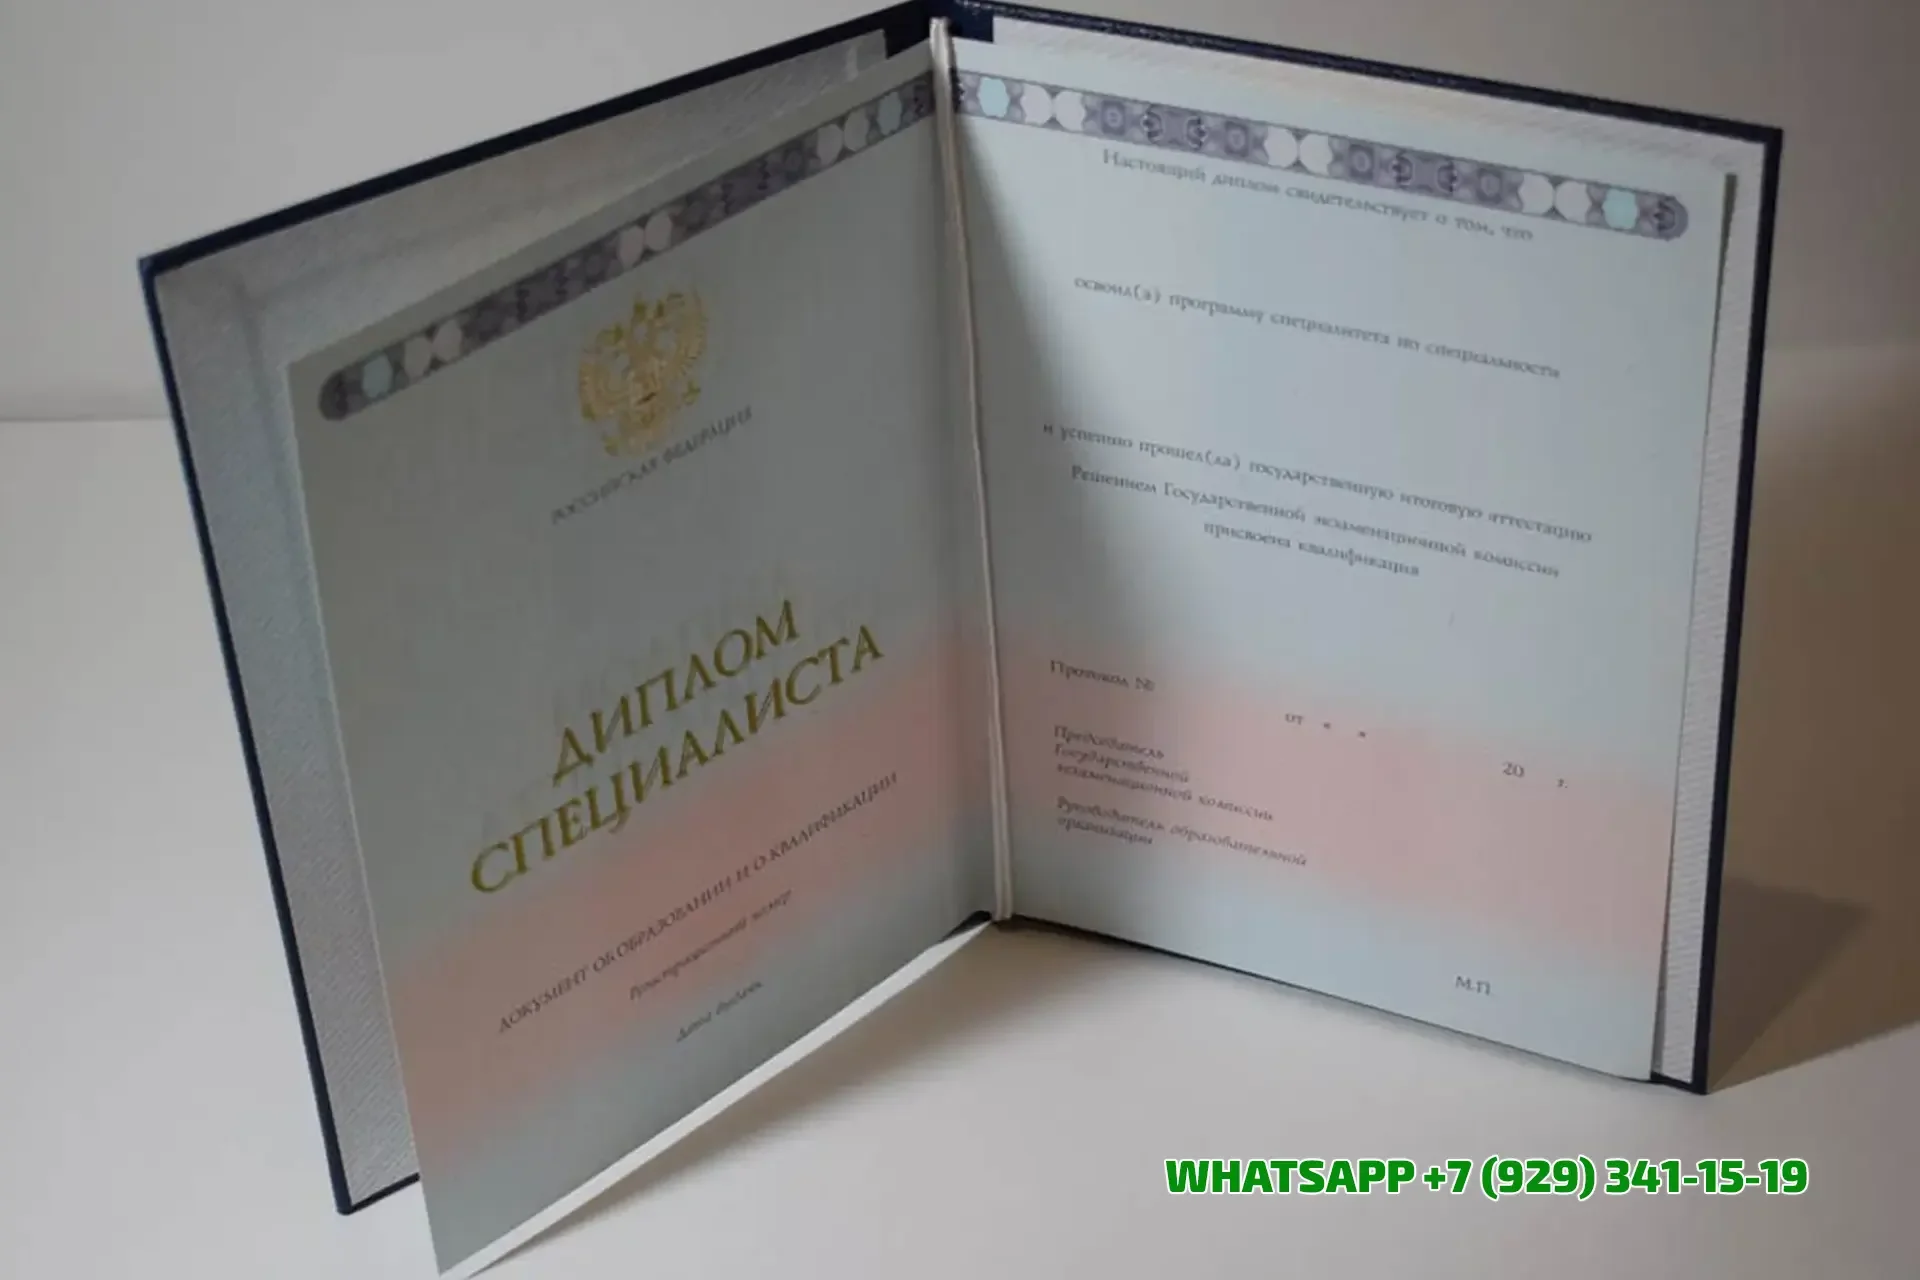 РОССИЙСКАЯ ФЕДЕРАЦИЯ
ДИПЛОМ
СПЕЦИАЛИСТА
ДОКУМЕНТ ОБ ОБРАЗОВАНИИ И О КВАЛИФИКАЦИИ
Регистрационный номер
Дата выдачи
Настоящий диплом свидетельствует о том, что
освоил(а) программу специалитета по специальности
и успешно прошел(ла) государственную итоговую аттестацию
Решением Государственной экзаменационной комиссии
присвоена квалификация
Протокол №
от « »
20 г.
Председатель
Государственной
экзаменационной комиссии
Руководитель образовательной
организации
М.П.
WHATSAPP +7 (929) 341-15-19